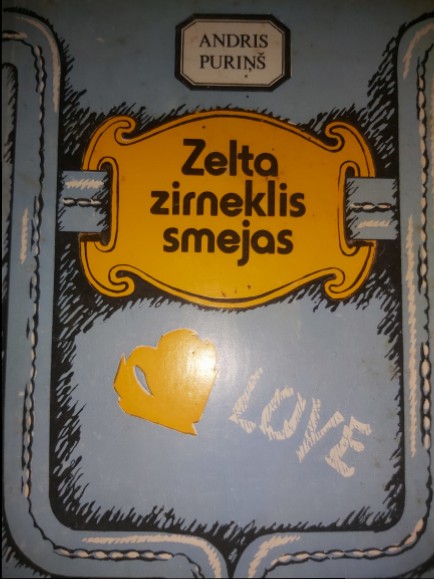 ANDRIS
PURIŅŠ
Zelta
zirneklis
smejas
LOVE